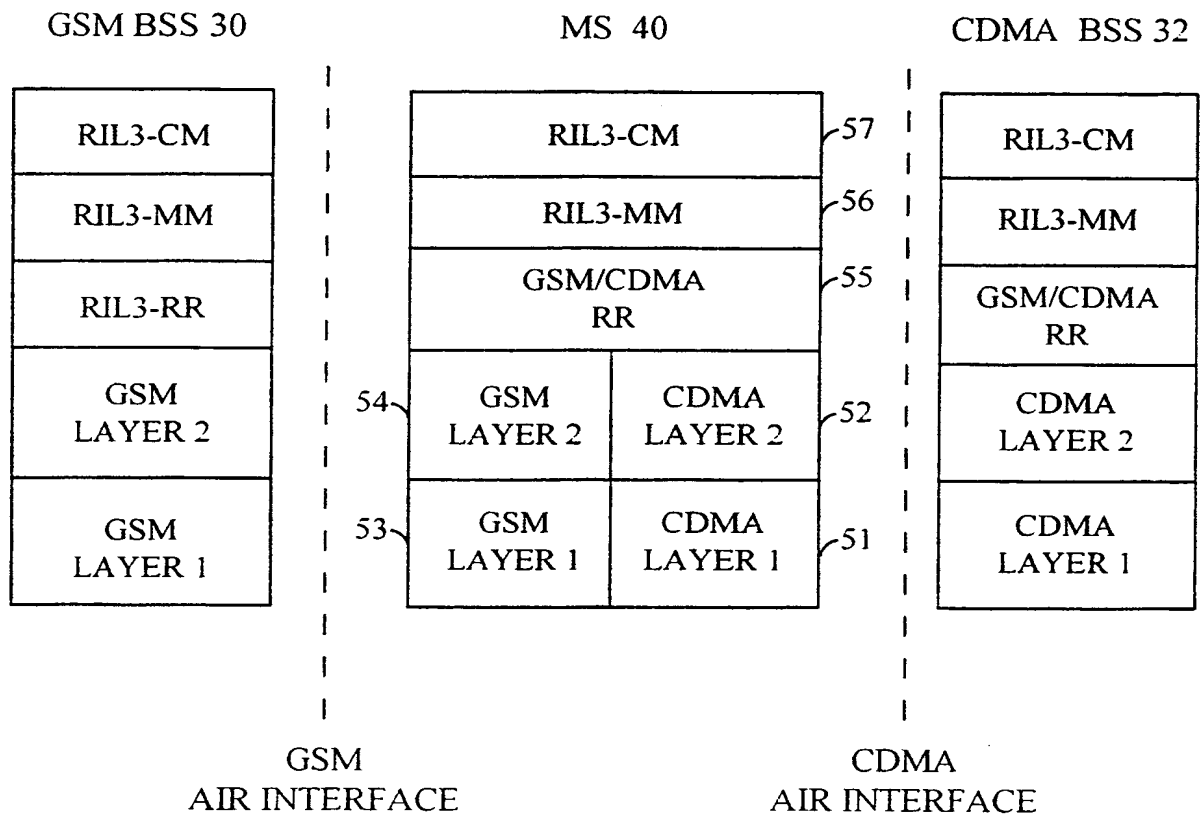 GSM BSS 30
MS 40
CDMA BSS 32
RIL3-CM
RIL3-MM
RIL3-RR
GSM
LAYER 2
GSM
LAYER 1
RIL3-CM
57
RIL3-MM
56
GSM/CDMA
RR
55
54
GSM
LAYER 2
CDMA
LAYER 2
52
53
GSM
LAYER 1
CDMA
LAYER 1
51
RIL3-CM
RIL3-MM
GSM/CDMA
RR
CDMA
LAYER 2
CDMA
LAYER 1
GSM
AIR INTERFACE
CDMA
AIR INTERFACE